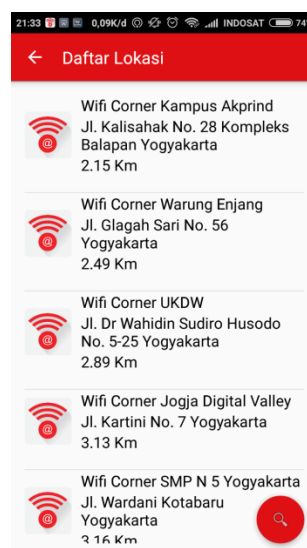 21:33 0,09K/d INDOSAT 74%
Daftar Lokasi
Wifi Corner Kampus Akprind
Jl. Kalisahak No. 28 Kompleks
Balapan Yogyakarta
2.15 Km
Wifi Corner Warung Enjang
Jl. Glagah Sari No. 56
Yogyakarta
2.49 Km
Wifi Corner UKDW
Jl. Dr Wahidin Sudiro Husodo
No. 5-25 Yogyakarta
2.89 Km
Wifi Corner Jogja Digital Valley
Jl. Kartini No. 7 Yogyakarta
3.13 Km
Wifi Corner SMP N 5 Yogyakarta
Jl. Wardani Kotabaru
Yogyakarta
3.16 Km